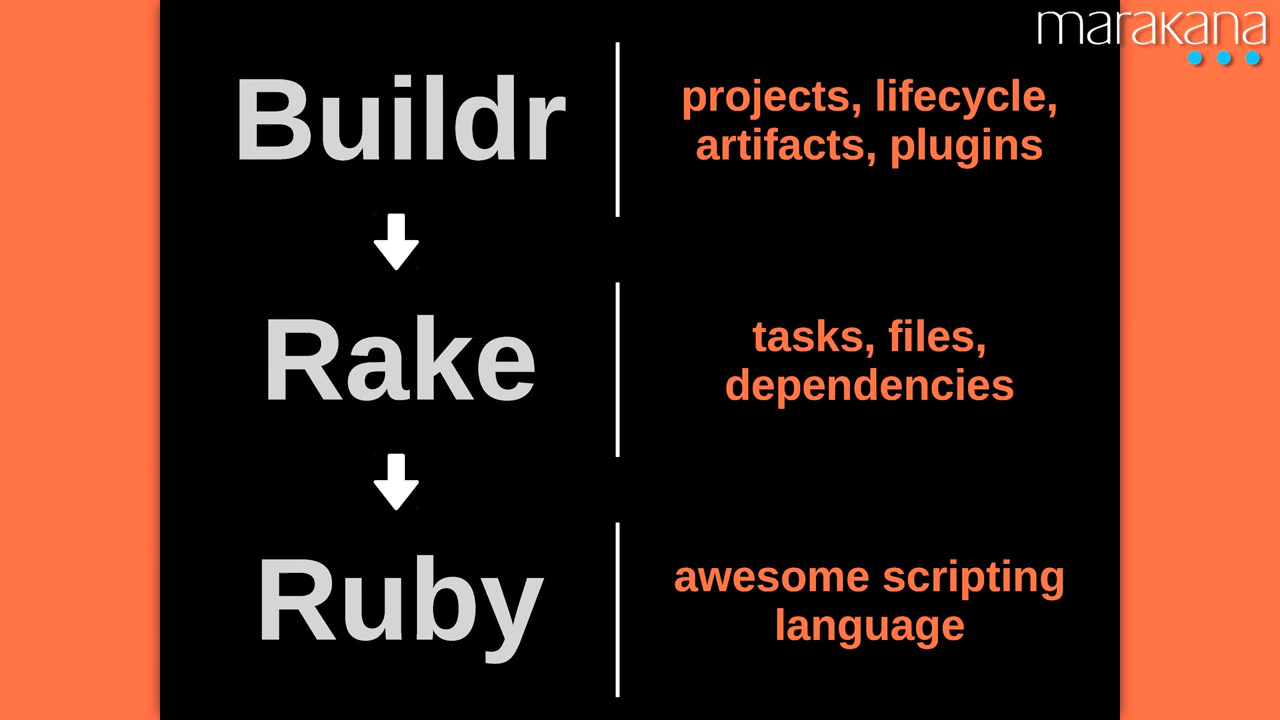 marakana
Buildr
projects, lifecycle,
artifacts, plugins
Rake
tasks, files,
dependencies
Ruby
awesome scripting
language